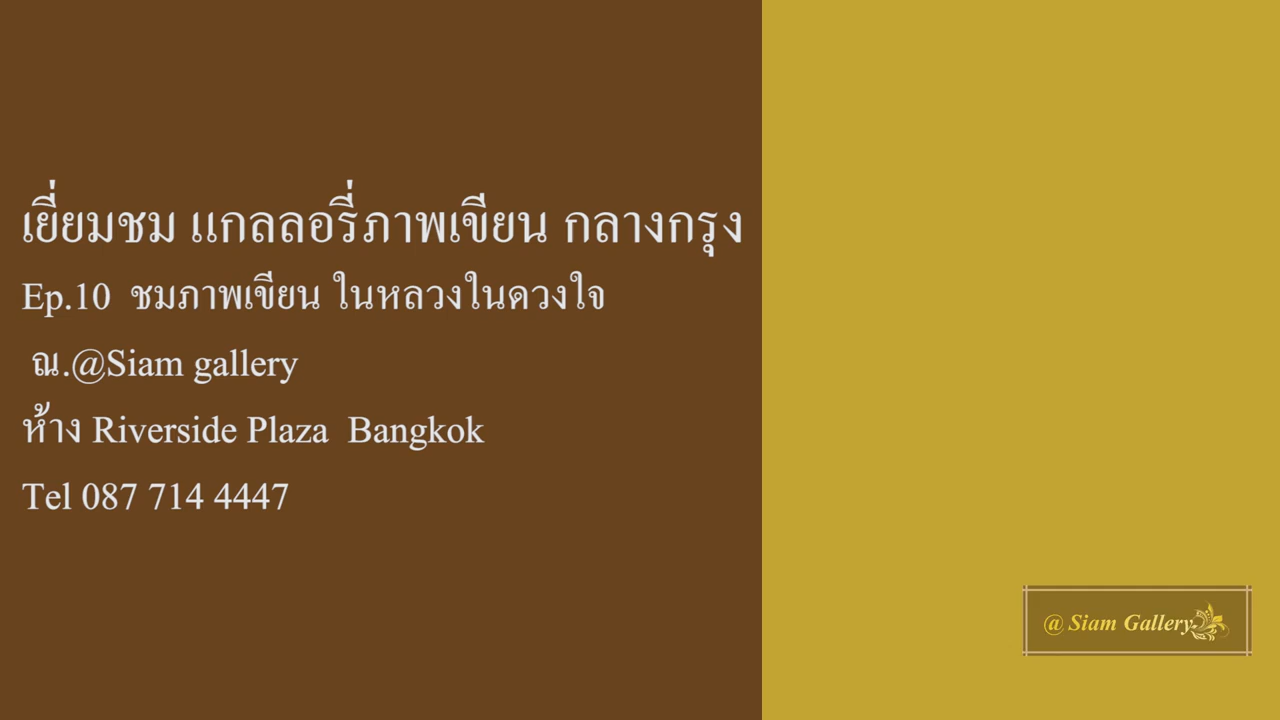 เยี่ยมชม แกลลอรี่ภาพเขียน กลางกรุง
Ep.10  ชมภาพเขียน ในหลวงในดวงใจ
ณ.@Siam gallery
ห้าง Riverside Plaza  Bangkok
Tel 087 714 4447
@ Siam Gallery